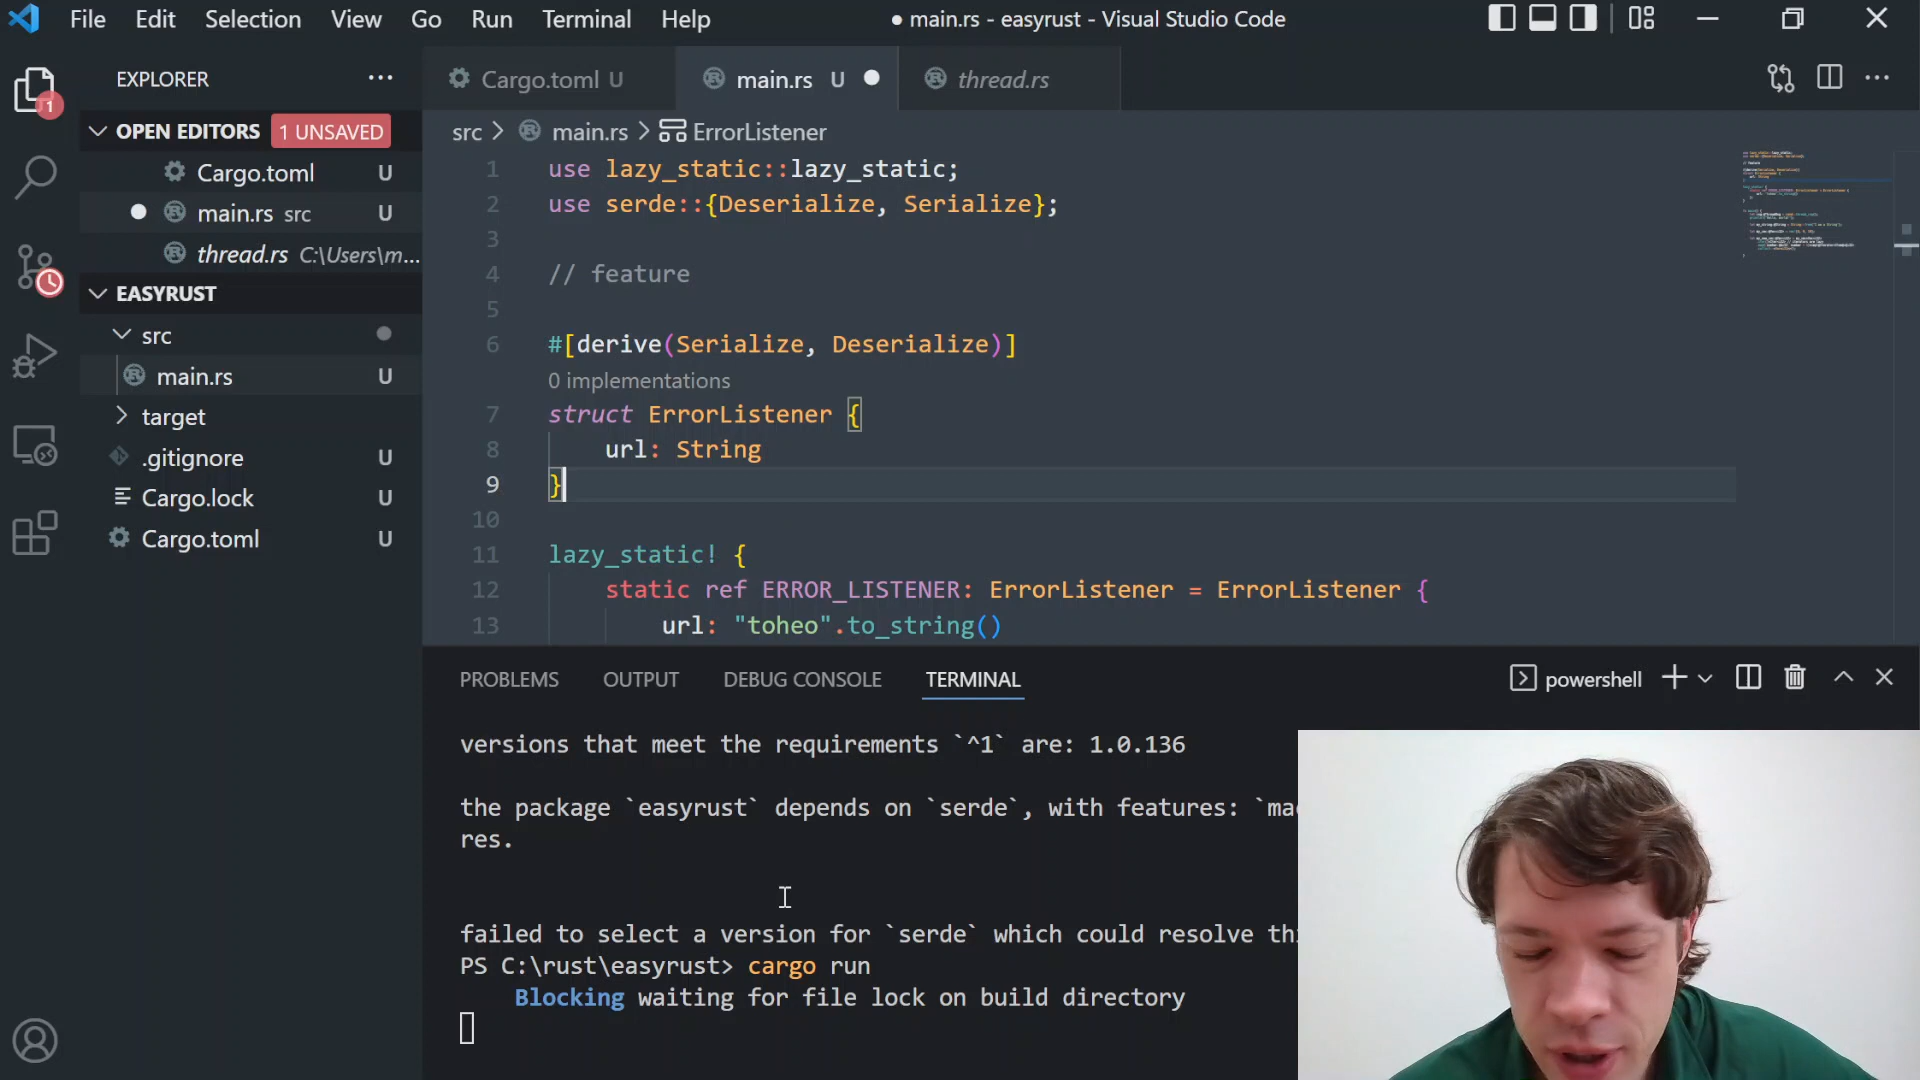 File Edit Selection View Go Run Terminal Help ● main.rs - easyrust - Visual Studio Code
EXPLORER ···
Cargo.toml U main.rs U ● thread.rs
OPEN EDITORS 1 UNSAVED
Cargo.toml U
main.rs src U
thread.rs C:\Users\m...
EASYRUST
src
main.rs U
target
.gitignore U
Cargo.lock U
Cargo.toml U
1
src > main.rs > ErrorListener
1 use lazy_static::lazy_static;
2 use serde::{Deserialize, Serialize};
3
4 // feature
5
6 #[derive(Serialize, Deserialize)]
0 implementations
7 struct ErrorListener {
8 url: String
9 }
10
11 lazy_static! {
12 static ref ERROR_LISTENER: ErrorListener = ErrorListener {
13 url: "toheo".to_string()
PROBLEMS OUTPUT DEBUG CONSOLE TERMINAL powershell
versions that meet the requirements `^1` are: 1.0.136
the package `easyrust` depends on `serde`, with features: `mac
res.
failed to select a version for `serde` which could resolve thi
PS C:\rust\easyrust> cargo run
Blocking waiting for file lock on build directory